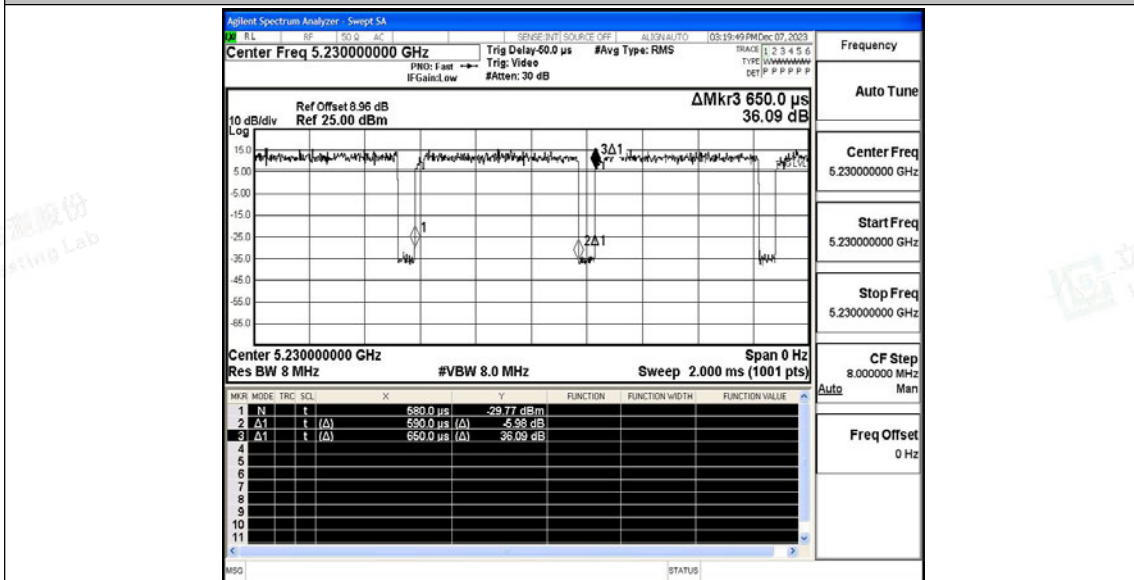 Agilent Spectrum Analyzer - Swept SA
RL RF 50 Ω AC SENSE:INT SOURCE OFF ALIGNAUTO 03:19:49 PM Dec 07, 2023
Center Freq 5.230000000 GHz
Trig Delay-50.0 µs #Avg Type: RMS
TRACE 1 2 3 4 5 6
PNO: Fast Trig: Video
TYPE
IFGain:Low #Atten: 30 dB
DET P P P P P P
Frequency
Auto Tune
Center Freq
5.230000000 GHz
Start Freq
5.230000000 GHz
Stop Freq
5.230000000 GHz
CF Step
8.000000 MHz
Auto Man
Freq Offset
0 Hz
ΔMkr3 650.0 µs
36.09 dB
Ref Offset 8.96 dB
10 dB/div Ref 25.00 dBm
Log
15.0
3Δ1
5.00
-5.00
-15.0
1
-25.0
2Δ1
-35.0
-45.0
-55.0
-65.0
Center 5.230000000 GHz Span 0 Hz
Res BW 8 MHz #VBW 8.0 MHz Sweep 2.000 ms (1001 pts)
MKR MODE TRC SCL X Y FUNCTION FUNCTION WIDTH FUNCTION VALUE
1 N t 580.0 µs -29.77 dBm
2 Δ1 t (Δ) 590.0 µs (Δ) -5.98 dB
3 Δ1 t (Δ) 650.0 µs (Δ) 36.09 dB
4
5
6
7
8
9
10
11
MSG STATUS
股份
Lab
立